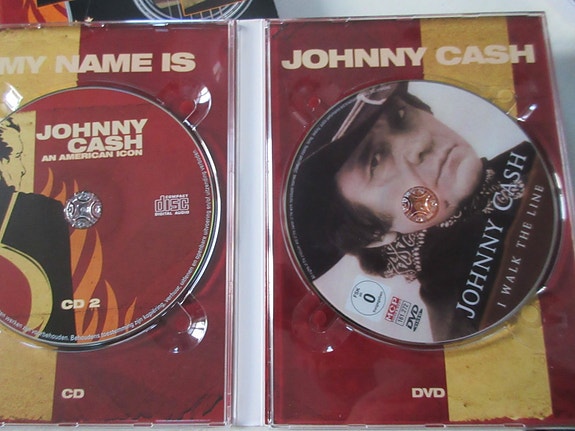 MY NAME IS
JOHNNY CASH
JOHNNY
CASH
AN AMERICAN ICON
COMPACT
disc
DIGITAL AUDIO
CD 2
CD
JOHNNY CASH
I WALK THE LINE
FSK
0
MCP
DVD
DVD